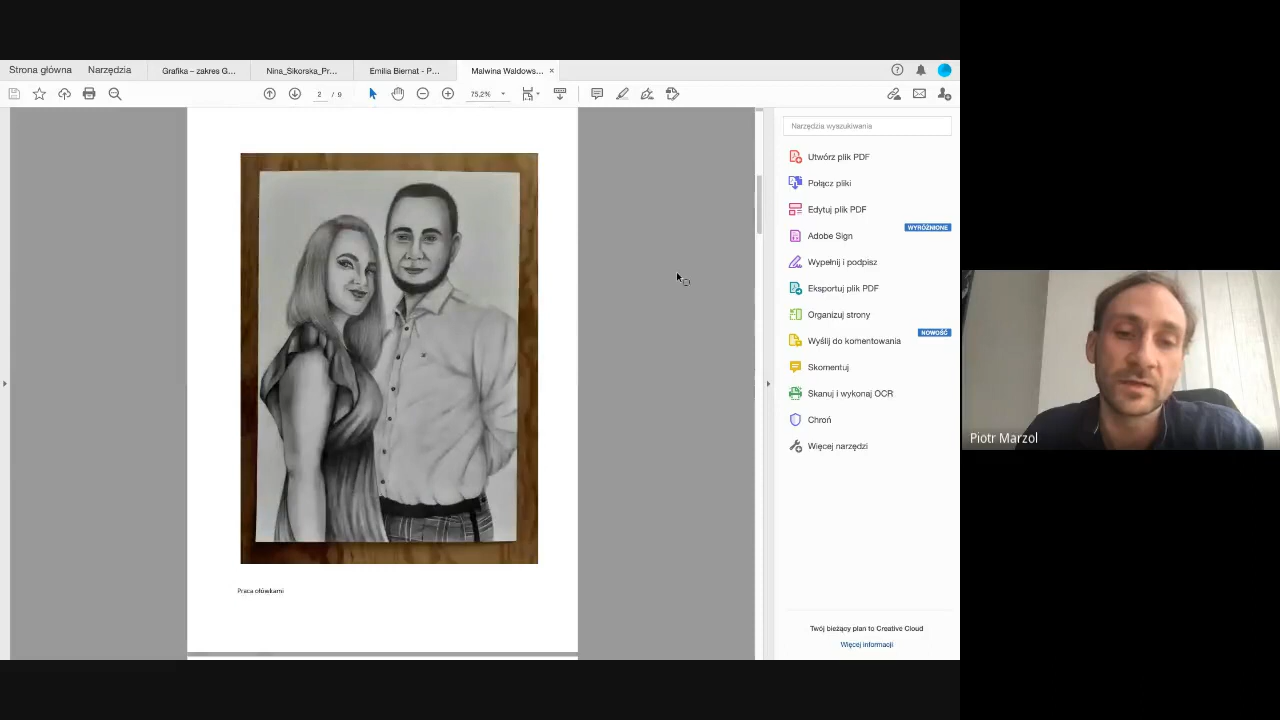 Strona główna
Narzędzia
Grafika – zakres G...
Nina_Sikorska_Pr...
Emilia Biernat - P...
Malwina Waldows...
2 / 9
75,2%
Narzędzia wyszukiwania
Utwórz plik PDF
Połącz pliki
Edytuj plik PDF
WYRÓŻNIONE
Adobe Sign
Wypełnij i podpisz
Eksportuj plik PDF
Organizuj strony
NOWOŚĆ
Wyślij do komentowania
Skomentuj
Skanuj i wykonaj OCR
Chroń
Więcej narzędzi
Piotr Marzol
Praca ołówkami
Twój bieżący plan to Creative Cloud
Więcej informacji